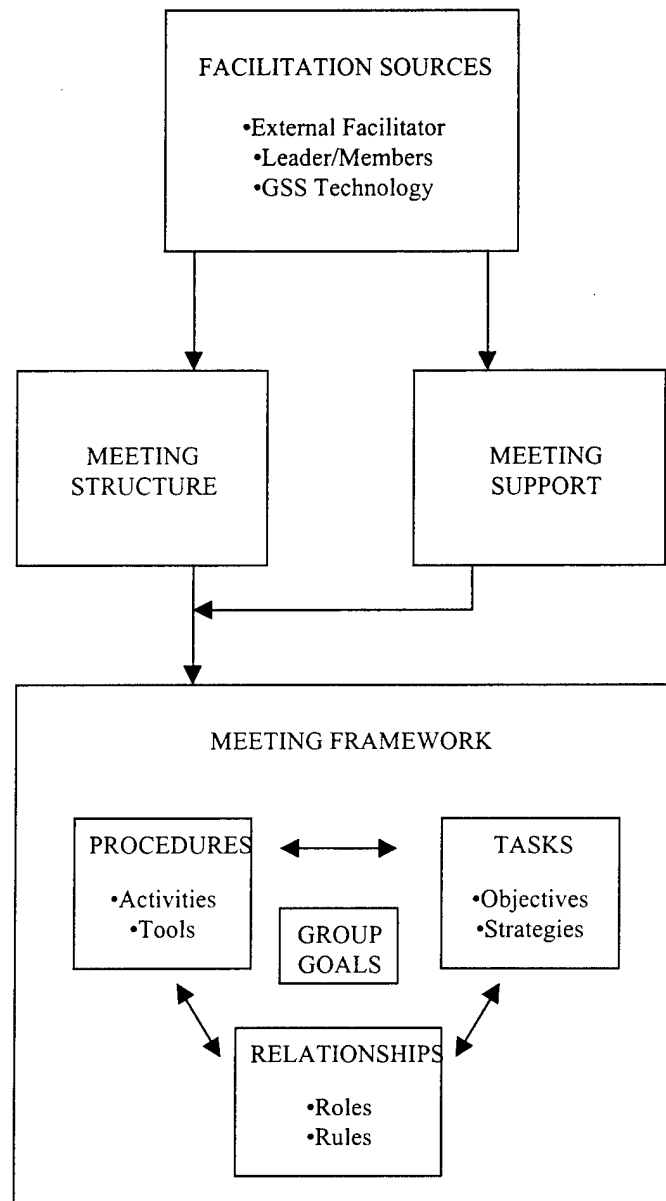 FACILITATION SOURCES
•External Facilitator
•Leader/Members
•GSS Technology
MEETING
STRUCTURE
MEETING
SUPPORT
MEETING FRAMEWORK
PROCEDURES
•Activities
•Tools
TASKS
•Objectives
•Strategies
GROUP
GOALS
RELATIONSHIPS
•Roles
•Rules